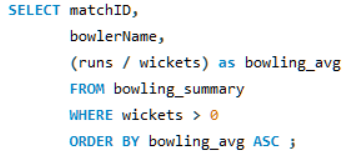 SELECT matchID,
bowlerName,
(runs / wickets) as bowling_avg
FROM bowling_summary
WHERE wickets > 0
ORDER BY bowling_avg ASC ;